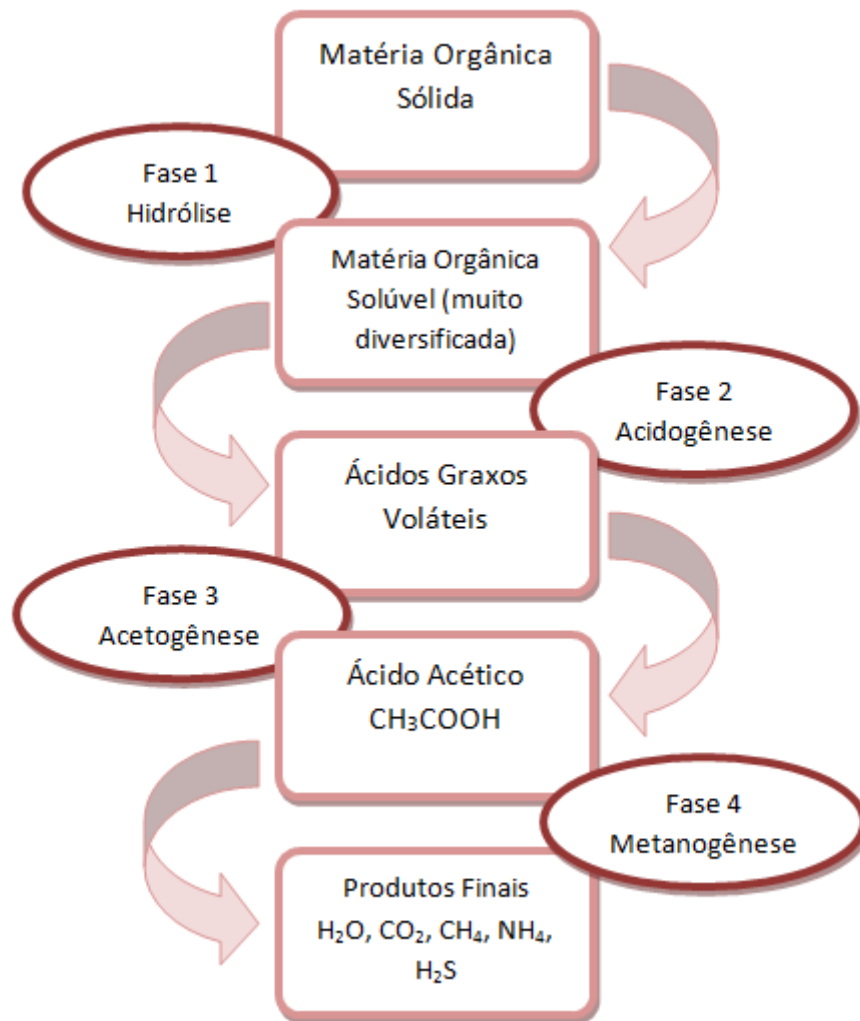 Matéria Orgânica
Sólida
Fase 1
Hidrólise
Matéria Orgânica
Solúvel (muito
diversificada)
Fase 2
Acidogênese
Ácidos Graxos
Voláteis
Fase 3
Acetogênese
Ácido Acético
CH₃COOH
Fase 4
Metanogênese
Produtos Finais
H₂O, CO₂, CH₄, NH₄,
H₂S